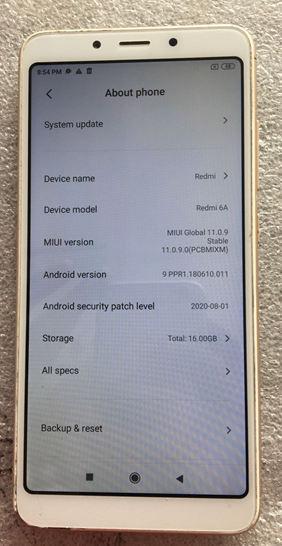 8:54 PM
About phone
System update
Device name Redmi
Device model Redmi 6A
MIUI version MIUI Global 11.0.9
Stable
11.0.9.0(PCBMIXM)
Android version 9 PPR1.180610.011
Android security patch level 2020-08-01
Storage Total: 16.00GB
All specs
Backup & reset